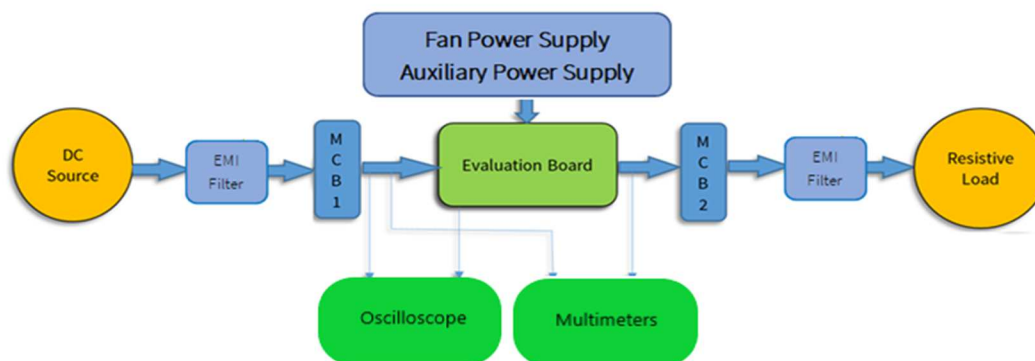 Fan Power Supply
Auxiliary Power Supply
DC
Source
EMI
Filter
M
C
B
1
Evaluation Board
M
C
B
2
EMI
Filter
Resistive
Load
Oscilloscope
Multimeters